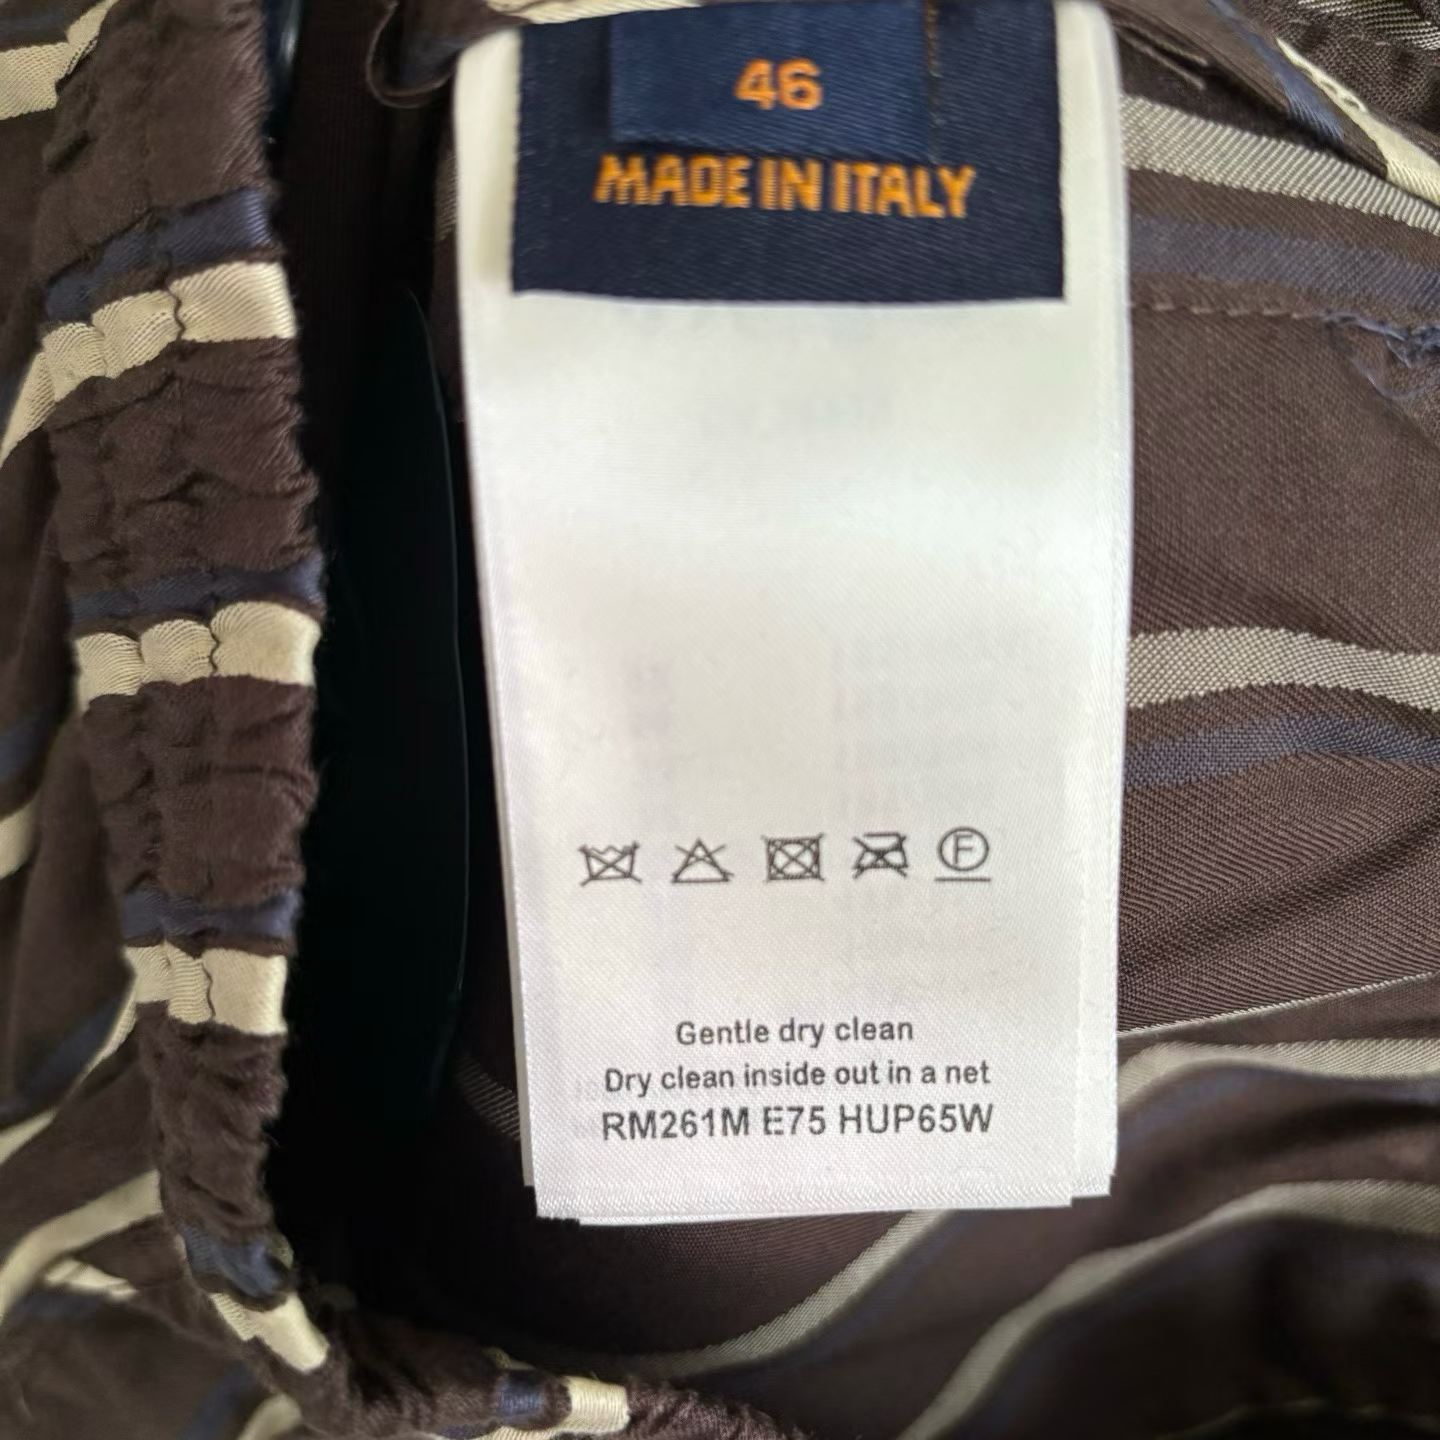 46
MADE IN ITALY
F
Gentle dry clean
Dry clean inside out in a net
RM261M E75 HUP65W